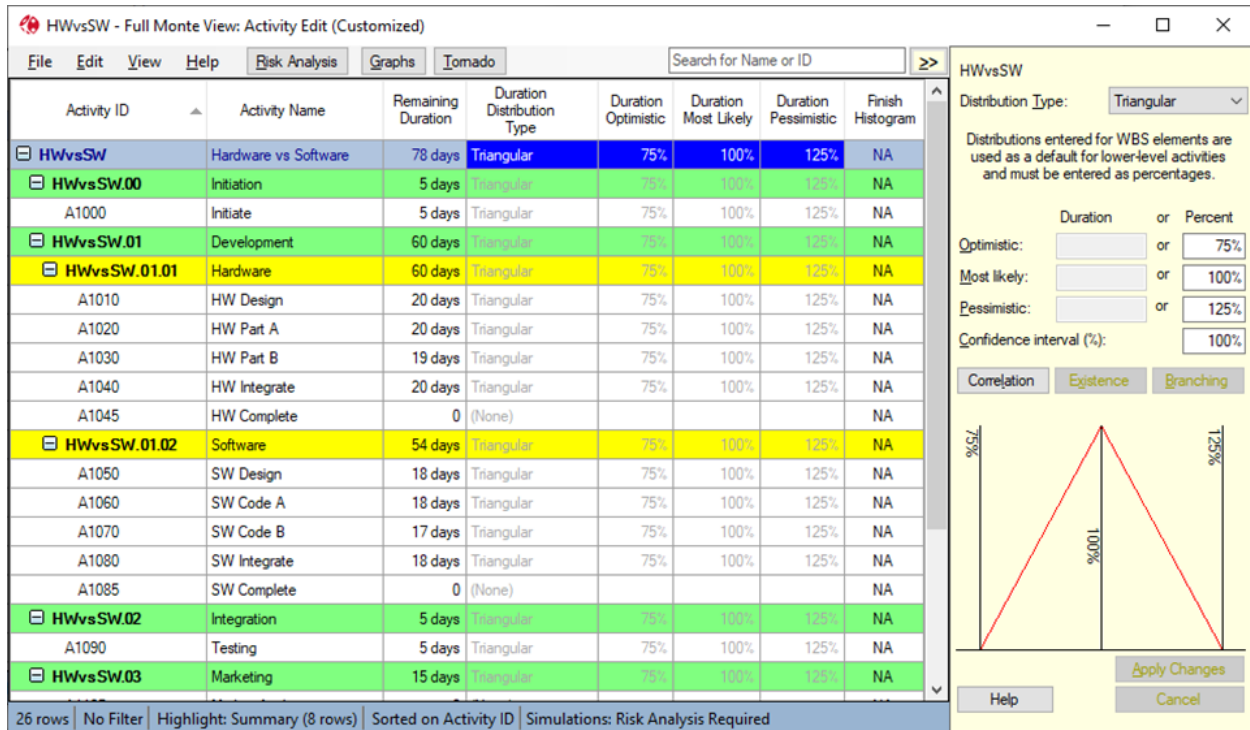 HWvsSW - Full Monte View: Activity Edit (Customized)
File Edit View Help Risk Analysis Graphs Tornado Search for Name or ID >>
Activity ID Activity Name Remaining Duration Duration Distribution Type Duration Optimistic Duration Most Likely Duration Pessimistic Finish Histogram
HWvsSW Hardware vs Software 78 days Triangular 75% 100% 125% NA
HWvsSW.00 Initiation 5 days Triangular 75% 100% 125% NA
A1000 Initiate 5 days Triangular 75% 100% 125% NA
HWvsSW.01 Development 60 days Triangular 75% 100% 125% NA
HWvsSW.01.01 Hardware 60 days Triangular 75% 100% 125% NA
A1010 HW Design 20 days Triangular 75% 100% 125% NA
A1020 HW Part A 20 days Triangular 75% 100% 125% NA
A1030 HW Part B 19 days Triangular 75% 100% 125% NA
A1040 HW Integrate 20 days Triangular 75% 100% 125% NA
A1045 HW Complete 0 (None) NA
HWvsSW.01.02 Software 54 days Triangular 75% 100% 125% NA
A1050 SW Design 18 days Triangular 75% 100% 125% NA
A1060 SW Code A 18 days Triangular 75% 100% 125% NA
A1070 SW Code B 17 days Triangular 75% 100% 125% NA
A1080 SW Integrate 18 days Triangular 75% 100% 125% NA
A1085 SW Complete 0 (None) NA
HWvsSW.02 Integration 5 days Triangular 75% 100% 125% NA
A1090 Testing 5 days Triangular 75% 100% 125% NA
HWvsSW.03 Marketing 15 days Triangular 75% 100% 125% NA
26 rows No Filter Highlight: Summary (8 rows) Sorted on Activity ID Simulations: Risk Analysis Required
HWvsSW
Distribution Type: Triangular
Distributions entered for WBS elements are
used as a default for lower-level activities
and must be entered as percentages.
Duration or Percent
Optimistic: or 75%
Most likely: or 100%
Pessimistic: or 125%
Confidence interval (%): 100%
Correlation Existence Branching
75% 100% 125%
Apply Changes
Help Cancel